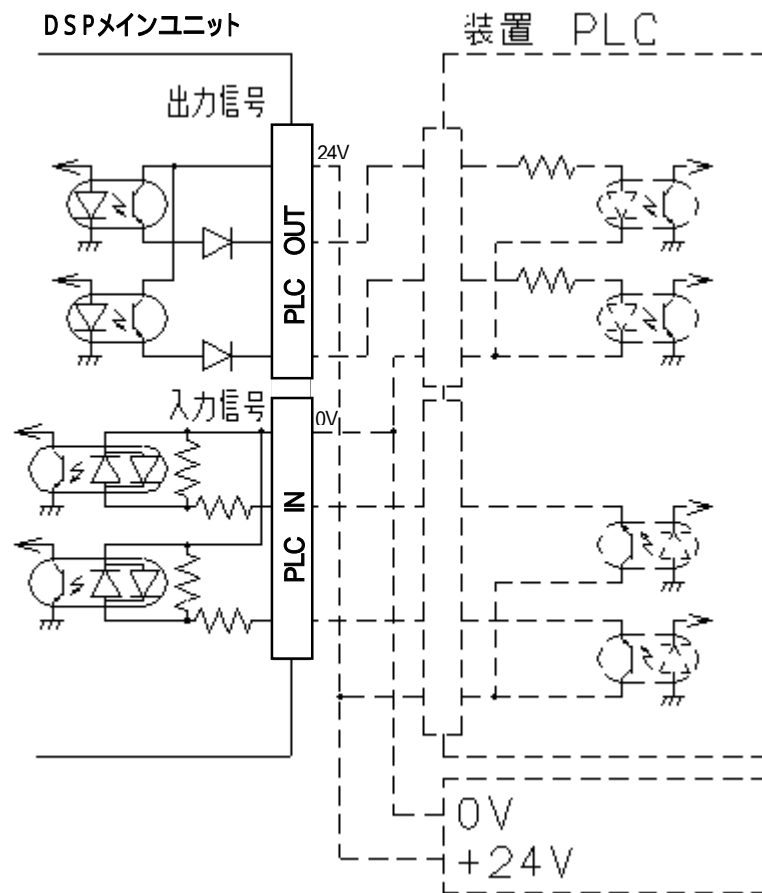 DSPメインユニット
装置 PLC
出力信号
24V
PLC OUT
入力信号
0V
PLC IN
0V
+24V